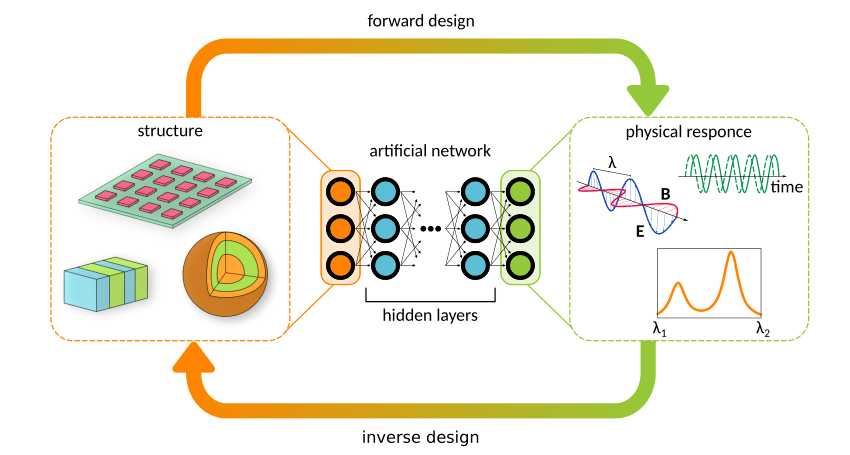 forward design
structure
artificial network
hidden layers
physical responce
λ
B
E
time
λ1
λ2
inverse design